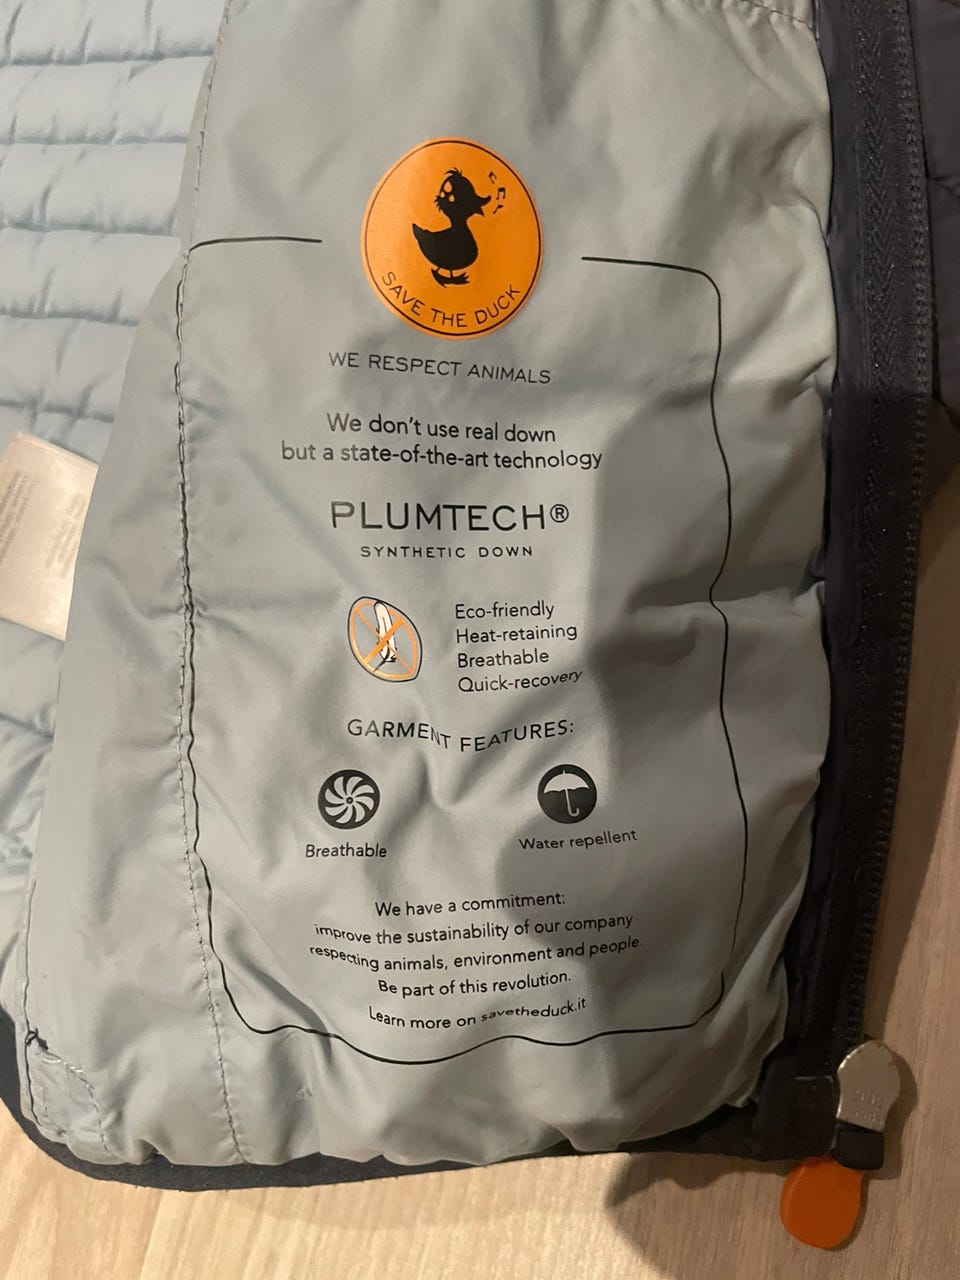 SAVE THE DUCK
WE RESPECT ANIMALS
We don't use real down
but a state-of-the-art technology
PLUMTECH®
SYNTHETIC DOWN
Eco-friendly
Heat-retaining
Breathable
Quick-recovery
GARMENT FEATURES:
Breathable
Water repellent
We have a commitment:
improve the sustainability of our company
respecting animals, environment and people.
Be part of this revolution.
Learn more on savetheduck.it